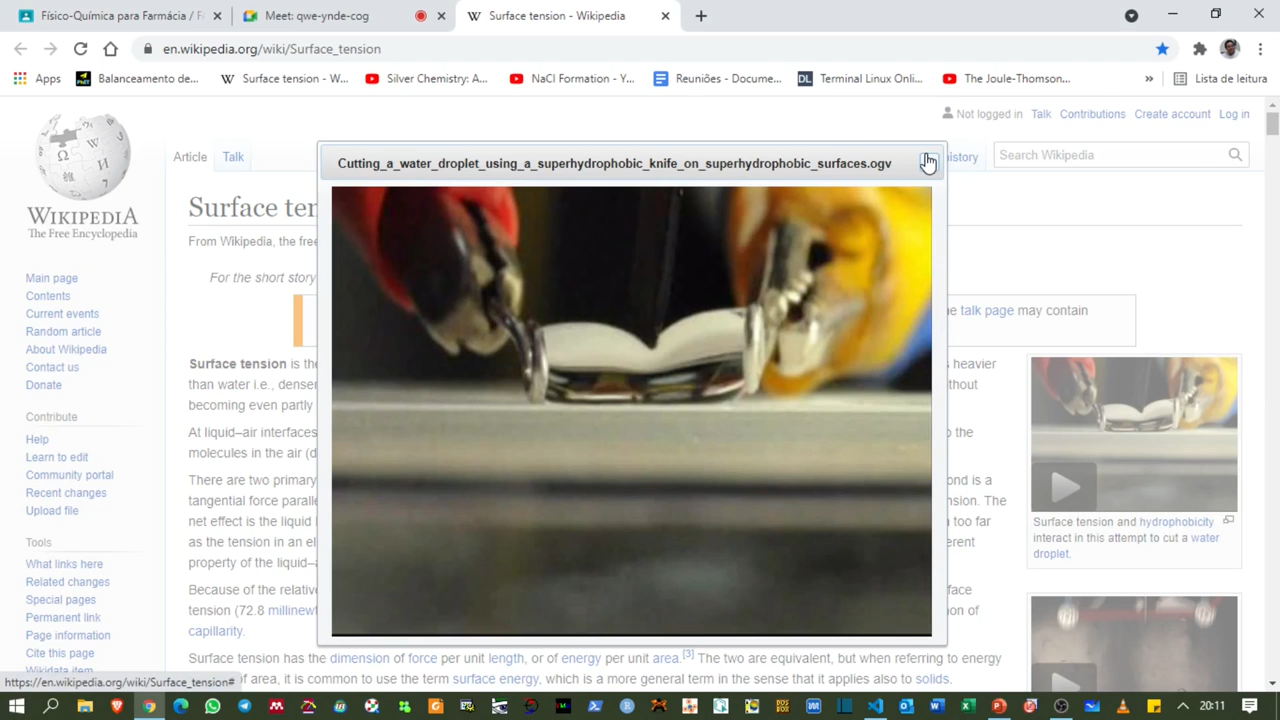 Físico-Química para Farmácia / F
Meet: qwe-ynde-cog
Surface tension - Wikipedia
en.wikipedia.org/wiki/Surface_tension
Apps
Balanceamento de...
Surface tension - W...
Silver Chemistry: A...
NaCl Formation - Y...
Reuniões - Docume...
Terminal Linux Onli...
The Joule-Thomson...
»
Lista de leitura
Not logged in Talk Contributions Create account Log in
Article Talk
history
Search Wikipedia
Cutting_a_water_droplet_using_a_superhydrophobic_knife_on_superhydrophobic_surfaces.ogv
WIKIPEDIA
The Free Encyclopedia
Main page
Contents
Current events
Random article
About Wikipedia
Contact us
Donate
Contribute
Help
Learn to edit
Community portal
Recent changes
Upload file
Tools
What links here
Related changes
Special pages
Permanent link
Page information
Cite this page
Wikidata item
Surface ten
From Wikipedia, the free
For the short story
talk page may contain
Surface tension is the
heavier
than water i.e., dense
becoming even partly
At liquid–air interfaces
the
molecules in the air (d
There are two primary
ond is a
tangential force paralle
nsion. The
net effect is the liquid
too far
as the tension in an el
erent
property of the liquid–
Because of the relative
face
tension (72.8 millinew
on of
capillarity.
Surface tension has the dimension of force per unit length, or of energy per unit area.[3] The two are equivalent, but when referring to energy
of area, it is common to use the term surface energy, which is a more general term in the sense that it applies also to solids.
Surface tension and hydrophobicity
interact in this attempt to cut a water
droplet.
https://en.wikipedia.org/wiki/Surface_tension#
20:11